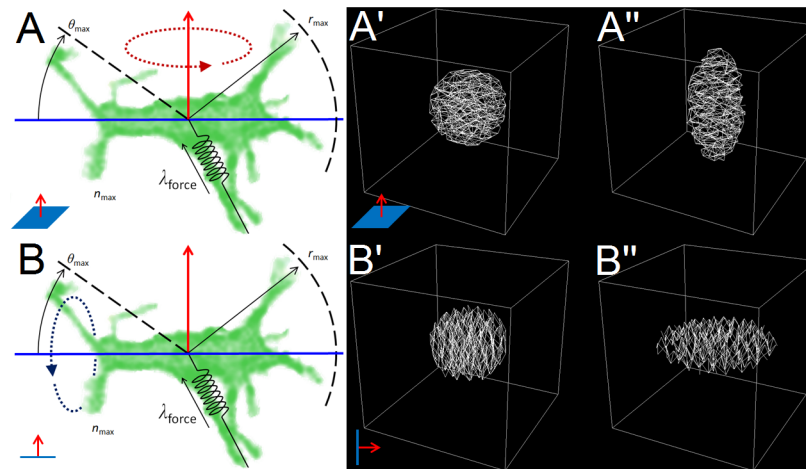 A
θmax
rmax
λforce
nmax
A'
A''
B
θmax
rmax
λforce
nmax
B'
B''